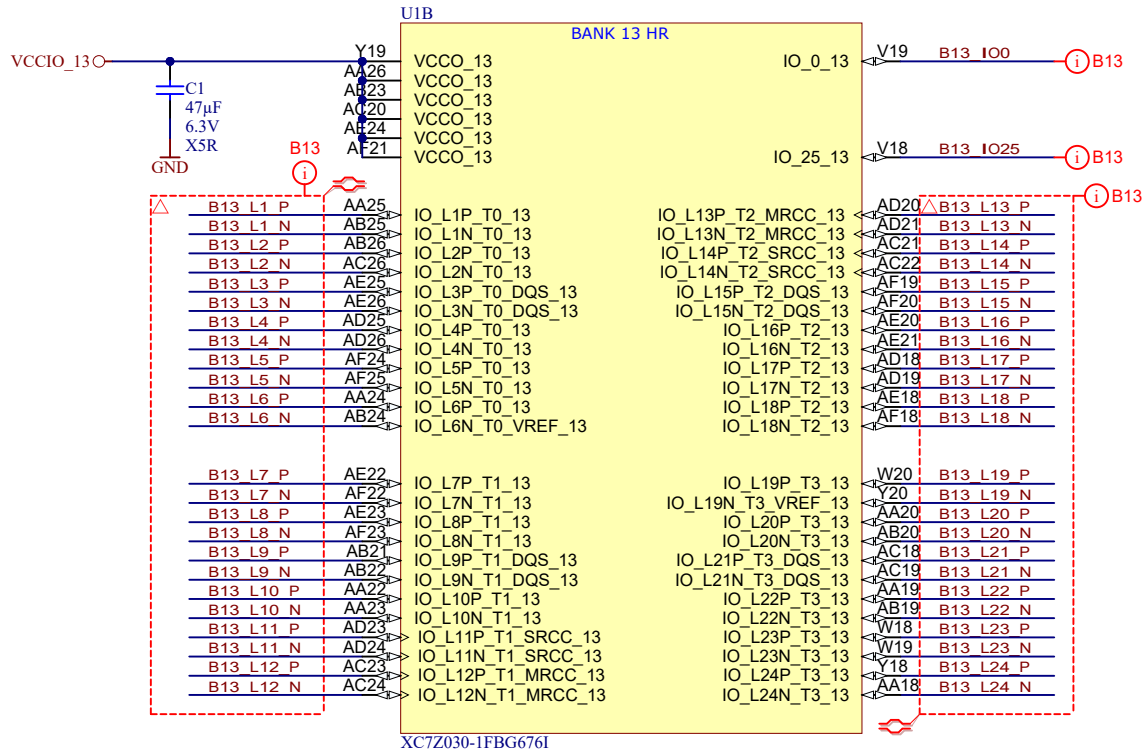 U1B
BANK 13 HR
VCCIO_13 Y19 VCCO_13 IO_0_13 V19 B13_IO0 i B13
AA26 VCCO_13
AB23 VCCO_13
C1
47µF
6.3V
X5R
GND
AC20 VCCO_13
AE24 VCCO_13
AF21 VCCO_13 IO_25_13 V18 B13_IO25 i B13
B13
i
i B13
B13_L1_P AA25 IO_L1P_T0_13 IO_L13P_T2_MRCC_13 AD20 B13_L13_P
B13_L1_N AB25 IO_L1N_T0_13 IO_L13N_T2_MRCC_13 AD21 B13_L13_N
B13_L2_P AB26 IO_L2P_T0_13 IO_L14P_T2_SRCC_13 AC21 B13_L14_P
B13_L2_N AC26 IO_L2N_T0_13 IO_L14N_T2_SRCC_13 AC22 B13_L14_N
B13_L3_P AE25 IO_L3P_T0_DQS_13 IO_L15P_T2_DQS_13 AF19 B13_L15_P
B13_L3_N AE26 IO_L3N_T0_DQS_13 IO_L15N_T2_DQS_13 AF20 B13_L15_N
B13_L4_P AD25 IO_L4P_T0_13 IO_L16P_T2_13 AE20 B13_L16_P
B13_L4_N AD26 IO_L4N_T0_13 IO_L16N_T2_13 AE21 B13_L16_N
B13_L5_P AF24 IO_L5P_T0_13 IO_L17P_T2_13 AD18 B13_L17_P
B13_L5_N AF25 IO_L5N_T0_13 IO_L17N_T2_13 AD19 B13_L17_N
B13_L6_P AA24 IO_L6P_T0_13 IO_L18P_T2_13 AE18 B13_L18_P
B13_L6_N AB24 IO_L6N_T0_VREF_13 IO_L18N_T2_13 AF18 B13_L18_N
B13_L7_P AE22 IO_L7P_T1_13 IO_L19P_T3_13 W20 B13_L19_P
B13_L7_N AF22 IO_L7N_T1_13 IO_L19N_T3_VREF_13 Y20 B13_L19_N
B13_L8_P AE23 IO_L8P_T1_13 IO_L20P_T3_13 AA20 B13_L20_P
B13_L8_N AF23 IO_L8N_T1_13 IO_L20N_T3_13 AB20 B13_L20_N
B13_L9_P AB21 IO_L9P_T1_DQS_13 IO_L21P_T3_DQS_13 AC18 B13_L21_P
B13_L9_N AB22 IO_L9N_T1_DQS_13 IO_L21N_T3_DQS_13 AC19 B13_L21_N
B13_L10_P AA22 IO_L10P_T1_13 IO_L22P_T3_13 AA19 B13_L22_P
B13_L10_N AA23 IO_L10N_T1_13 IO_L22N_T3_13 AB19 B13_L22_N
B13_L11_P AD23 IO_L11P_T1_SRCC_13 IO_L23P_T3_13 W18 B13_L23_P
B13_L11_N AD24 IO_L11N_T1_SRCC_13 IO_L23N_T3_13 W19 B13_L23_N
B13_L12_P AC23 IO_L12P_T1_MRCC_13 IO_L24P_T3_13 Y18 B13_L24_P
B13_L12_N AC24 IO_L12N_T1_MRCC_13 IO_L24N_T3_13 AA18 B13_L24_N
XC7Z030-1FBG676I